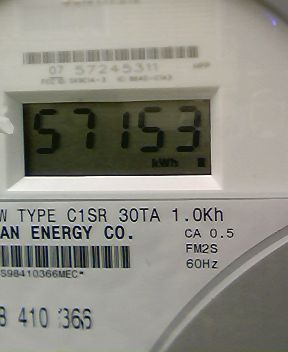 07 57245311
57153
kWh
W TYPE C1SR 30TA 1.0Kh
AN ENERGY CO.
CA 0.5
FM2S
60Hz
S98410366MEC*
8 410 366